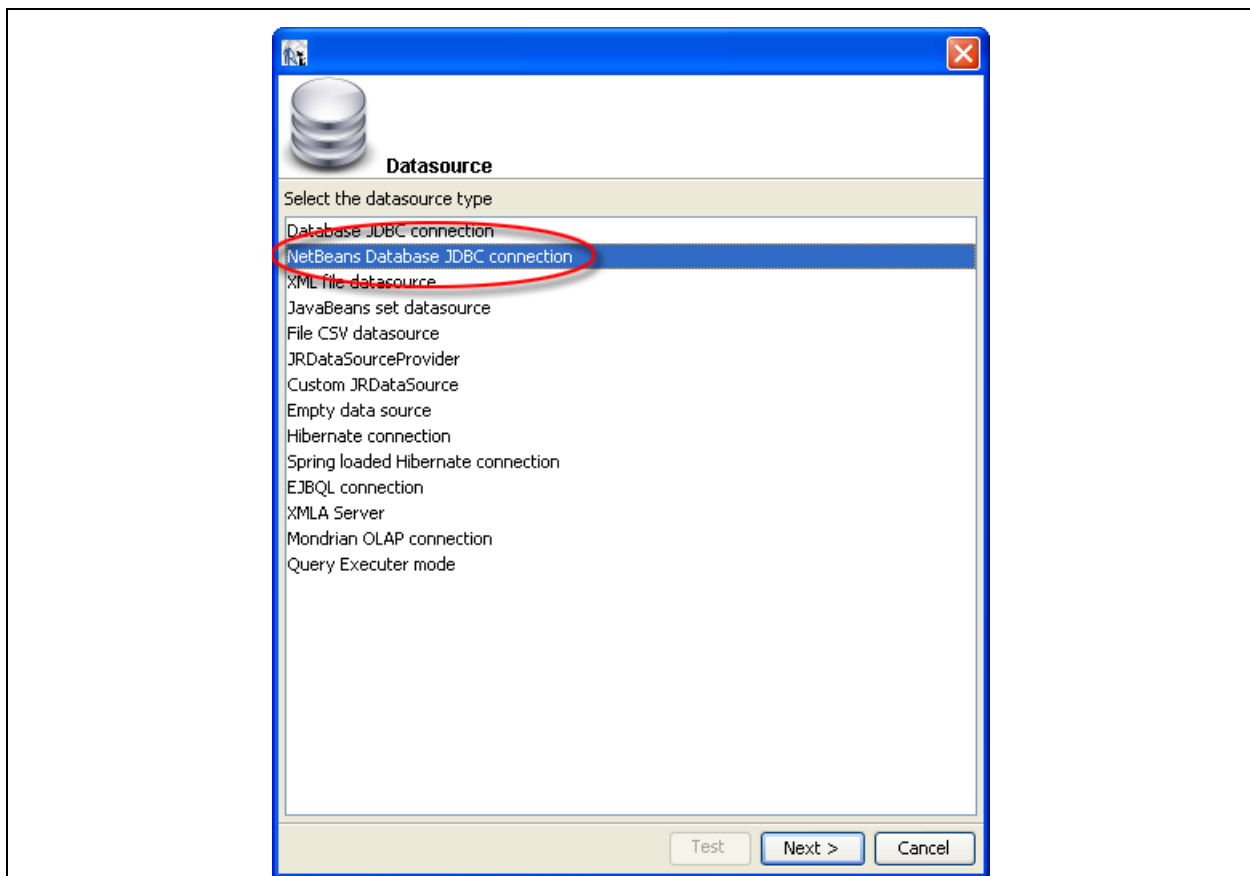 Datasource
Select the datasource type
Database JDBC connection
NetBeans Database JDBC connection
XML file datasource
JavaBeans set datasource
File CSV datasource
JRDataSourceProvider
Custom JRDataSource
Empty data source
Hibernate connection
Spring loaded Hibernate connection
EJBQL connection
XMLA Server
Mondrian OLAP connection
Query Executer mode
Test Next > Cancel